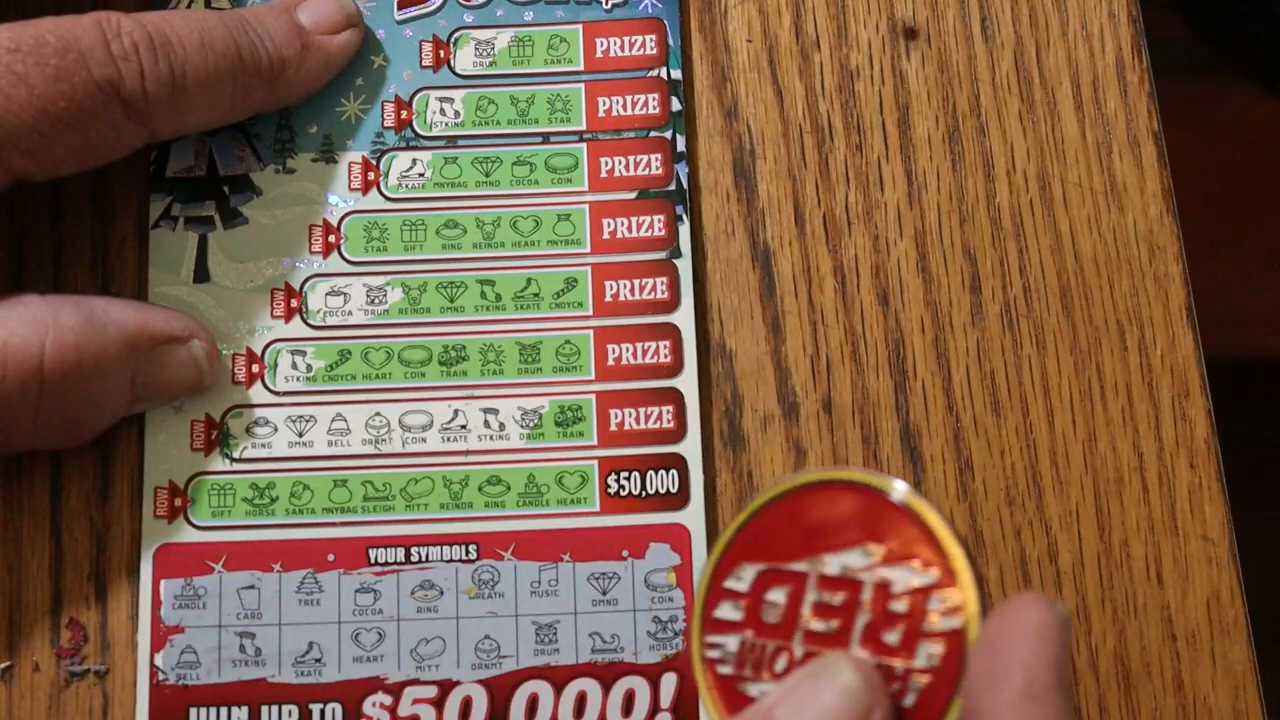 ROW 1 DRUM GIFT SANTA PRIZE
ROW 2 STKING SANTA REINDR STAR PRIZE
ROW 3 SKATE MNYBAG DMND COCOA COIN PRIZE
ROW 4 STAR GIFT RING REINDR HEART MNYBAG PRIZE
ROW 5 COCOA DRUM REINDR DMND STKING SKATE CNDYCN PRIZE
ROW 6 STKING CNDYCN HEART COIN TRAIN STAR DRUM ORNMT PRIZE
ROW 7 RING DMND BELL ORNMT COIN SKATE STKING DRUM TRAIN PRIZE
ROW 8 GIFT HORSE SANTA MNYBAG SLEIGH MITT REINDR RING CANDLE HEART $50,000
YOUR SYMBOLS
CANDLE CARD TREE COCOA RING WREATH MUSIC DMND COIN
BELL STKING SKATE HEART MITT ORNMT DRUM SLEIGH HORSE
WIN UP TO $50,000!
RED